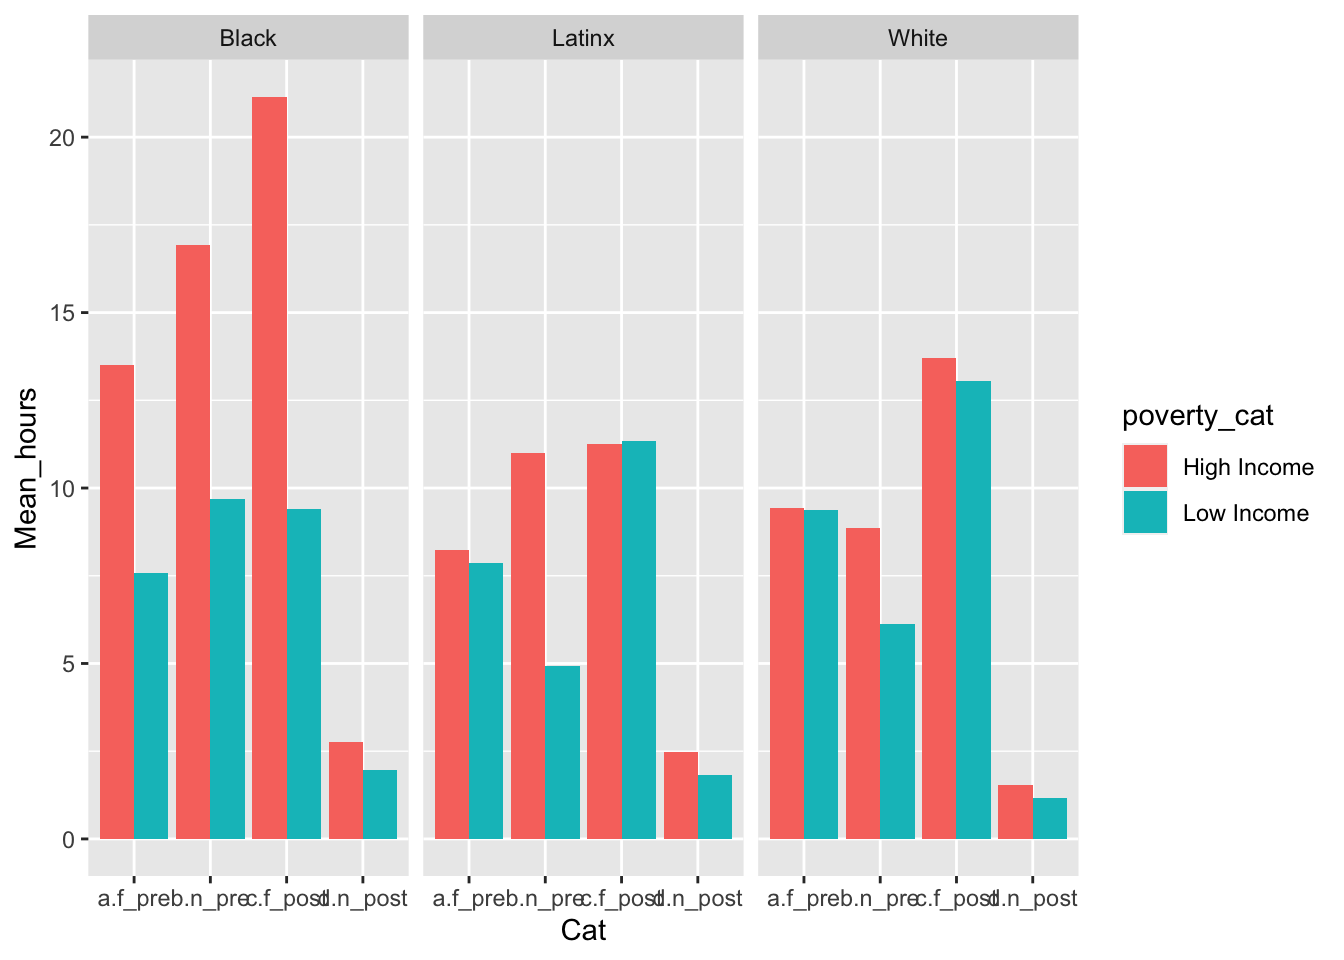 Black Latinx White
20
15
10
5
0
Mean_hours
a.f_pre b.n_pre c.f_post d.n_post a.f_pre b.n_pre c.f_post d.n_post a.f_pre b.n_pre c.f_post d.n_post
Cat
poverty_cat
High Income
Low Income